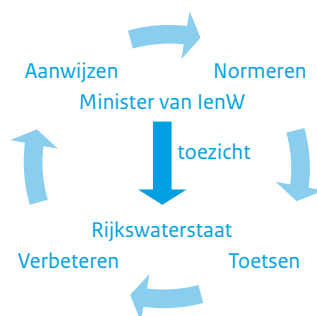 Aanwijzen Normeren
Minister van IenW
toezicht
Rijkswaterstaat
Verbeteren Toetsen